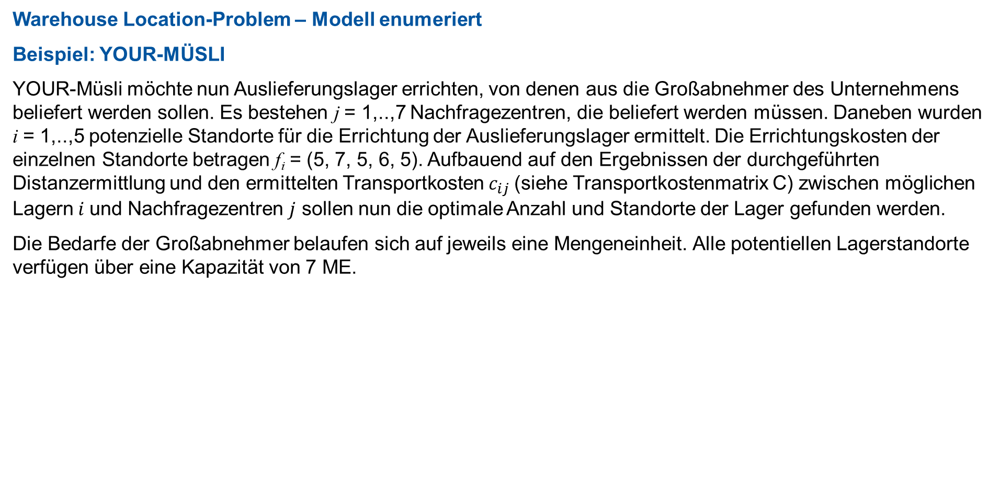 Warehouse Location-Problem – Modell enumeriert
Beispiel: YOUR-MÜSLI
YOUR-Müsli möchte nun Auslieferungslager errichten, von denen aus die Großabnehmer des Unternehmens
beliefert werden sollen. Es bestehen j = 1,..,7 Nachfragezentren, die beliefert werden müssen. Daneben wurden
i = 1,..,5 potenzielle Standorte für die Errichtung der Auslieferungslager ermittelt. Die Errichtungskosten der
einzelnen Standorte betragen f_i = (5, 7, 5, 6, 5). Aufbauend auf den Ergebnissen der durchgeführten
Distanzermittlung und den ermittelten Transportkosten c_ij (siehe Transportkostenmatrix C) zwischen möglichen
Lagern i und Nachfragezentren j sollen nun die optimale Anzahl und Standorte der Lager gefunden werden.
Die Bedarfe der Großabnehmer belaufen sich auf jeweils eine Mengeneinheit. Alle potentiellen Lagerstandorte
verfügen über eine Kapazität von 7 ME.